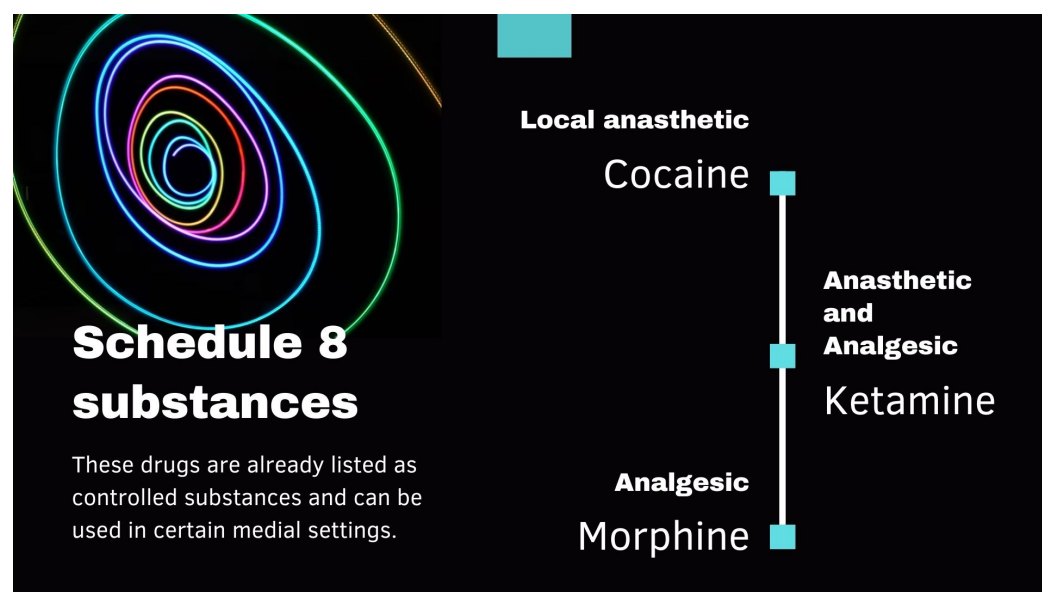 Schedule 8
substances
These drugs are already listed as
controlled substances and can be
used in certain medial settings.
Local anasthetic
Cocaine
Anasthetic
and
Analgesic
Ketamine
Analgesic
Morphine